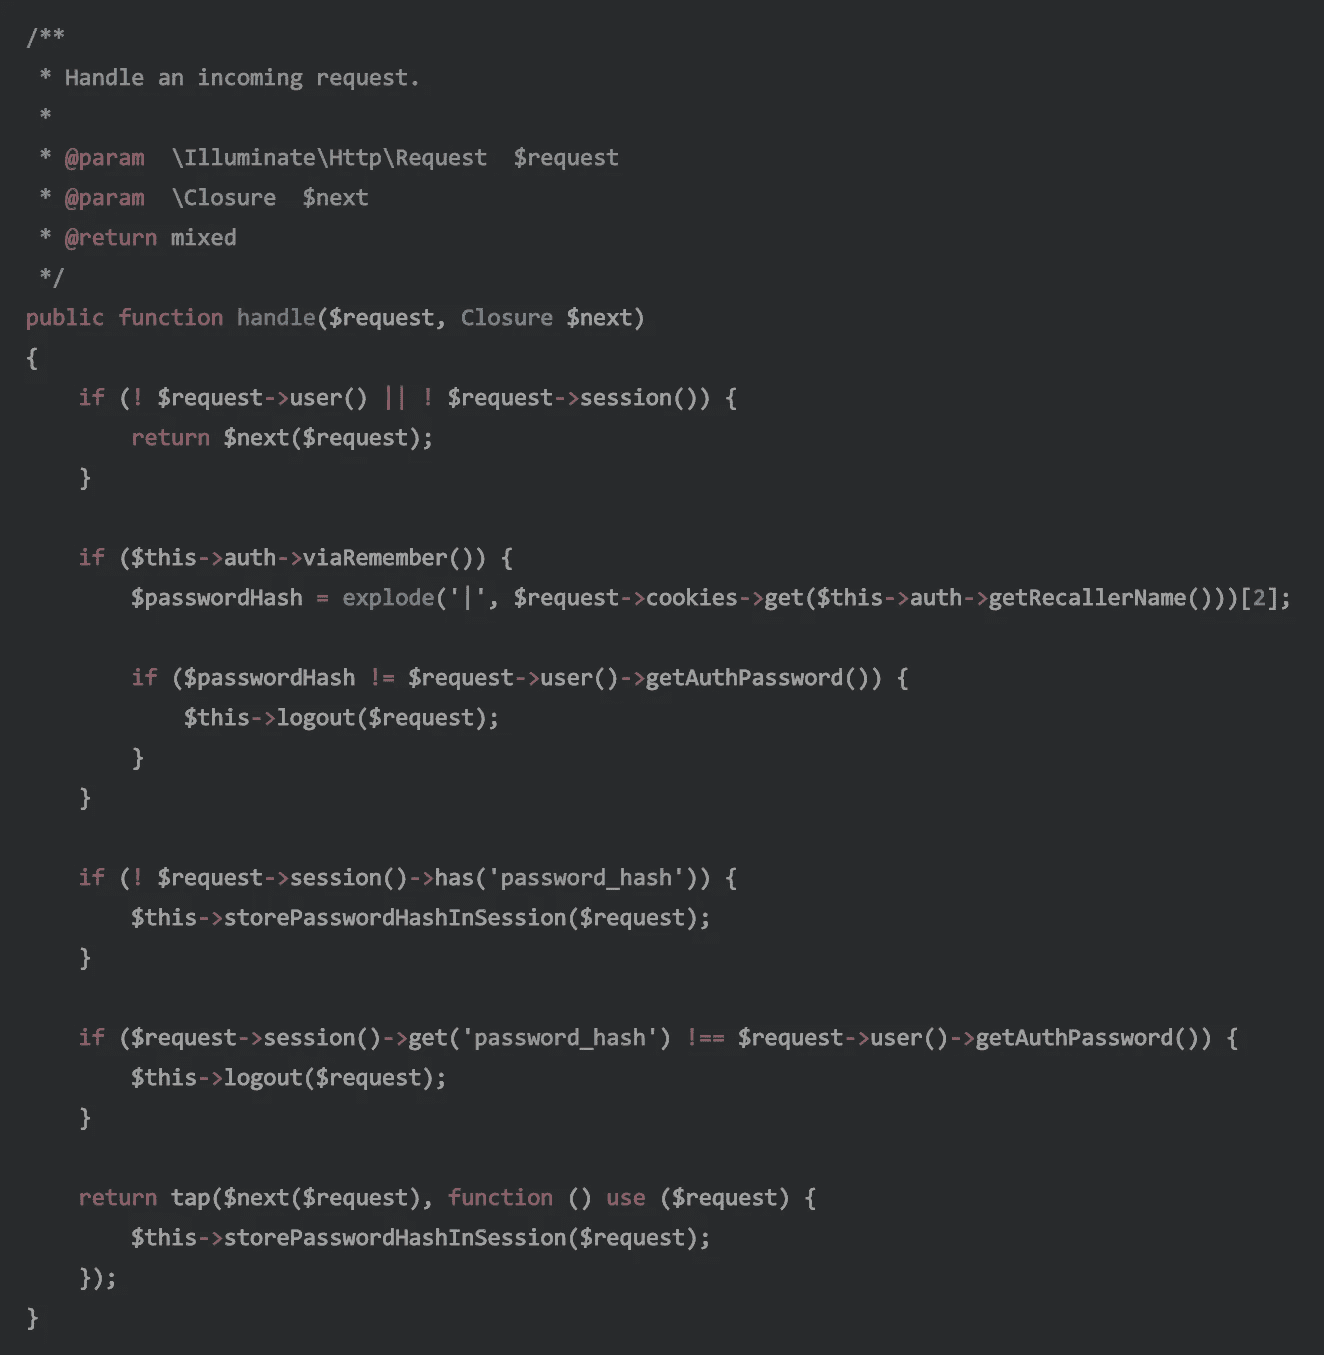 /**
 * Handle an incoming request.
 *
 * @param  \Illuminate\Http\Request  $request
 * @param  \Closure  $next
 * @return mixed
 */
public function handle($request, Closure $next)
{
    if (! $request->user() || ! $request->session()) {
        return $next($request);
    }

    if ($this->auth->viaRemember()) {
        $passwordHash = explode('|', $request->cookies->get($this->auth->getRecallerName()))[2];

        if ($passwordHash != $request->user()->getAuthPassword()) {
            $this->logout($request);
        }
    }

    if (! $request->session()->has('password_hash')) {
        $this->storePasswordHashInSession($request);
    }

    if ($request->session()->get('password_hash') !== $request->user()->getAuthPassword()) {
        $this->logout($request);
    }

    return tap($next($request), function () use ($request) {
        $this->storePasswordHashInSession($request);
    });
}